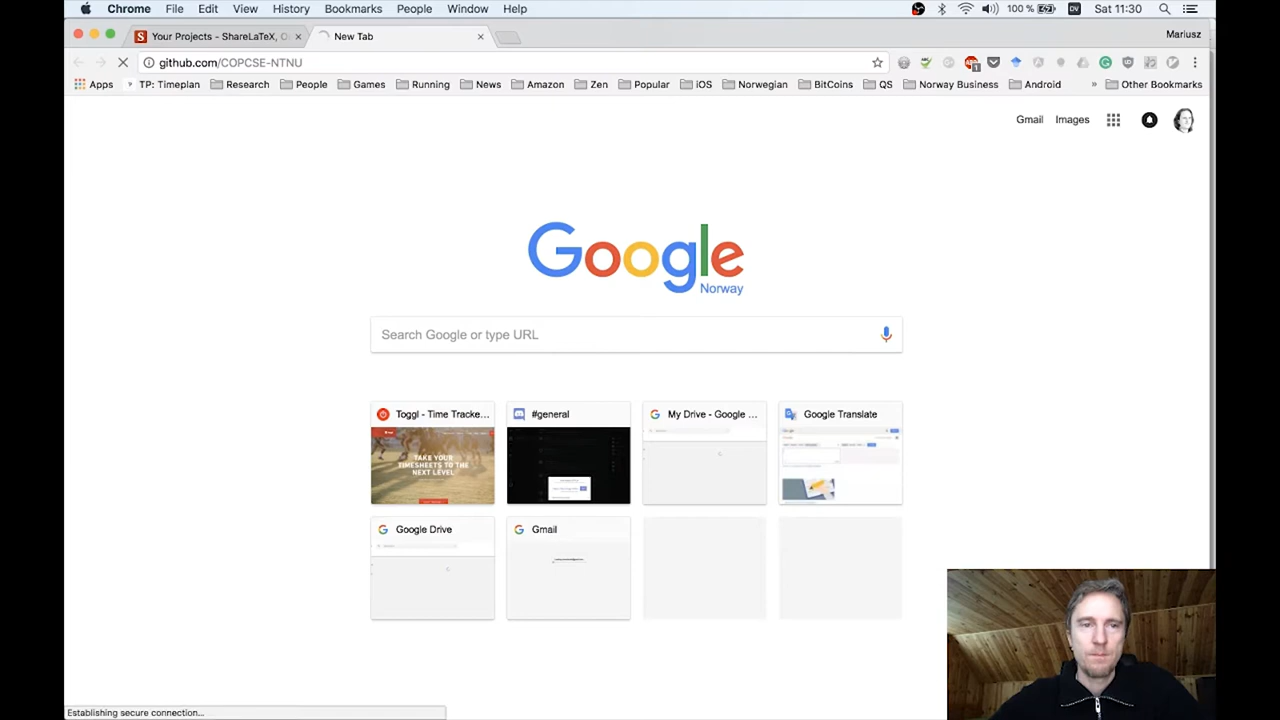 Chrome File Edit View History Bookmarks People Window Help 100 % Sat 11:30
Your Projects - ShareLaTeX, O New Tab Mariusz
github.com/COPCSE-NTNU
Apps TP: Timeplan Research People Games Running News Amazon Zen Popular iOS Norwegian BitCoins QS Norway Business Android » Other Bookmarks
Gmail Images
Google
Norway
Search Google or type URL
Toggl - Time Tracke... #general My Drive - Google ... Google Translate
TAKE YOUR
TIMESHEETS TO THE
NEXT LEVEL
Google Drive Gmail
Establishing secure connection...